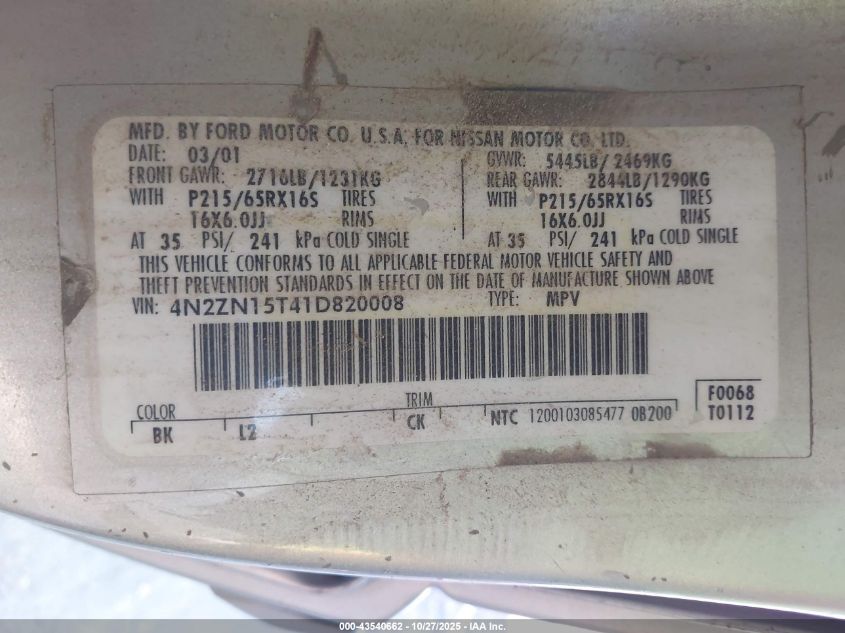 MFD. BY FORD MOTOR CO. U.S.A. FOR NISSAN MOTOR CO. LTD.
DATE: 03/01
GVWR: 5445LB/ 2469KG
FRONT GAWR: 2716LB/1231KG
REAR GAWR: 2844LB/1290KG
WITH P215/65RX16S TIRES
WITH P215/65RX16S TIRES
16X6.0JJ RIMS
16X6.0JJ RIMS
AT 35 PSI/ 241 kPa COLD SINGLE
AT 35 PSI/ 241 kPa COLD SINGLE
THIS VEHICLE CONFORMS TO ALL APPLICABLE FEDERAL MOTOR VEHICLE SAFETY AND
THEFT PREVENTION STANDARDS IN EFFECT ON THE DATE OF MANUFACTURE SHOWN ABOVE
VIN: 4N2ZN15T41D820008 TYPE: MPV
COLOR TRIM
BK L2 CK NTC 1200103085477 0B200
F0068
T0112
000-43540662 - 10/27/2025 - IAA Inc.